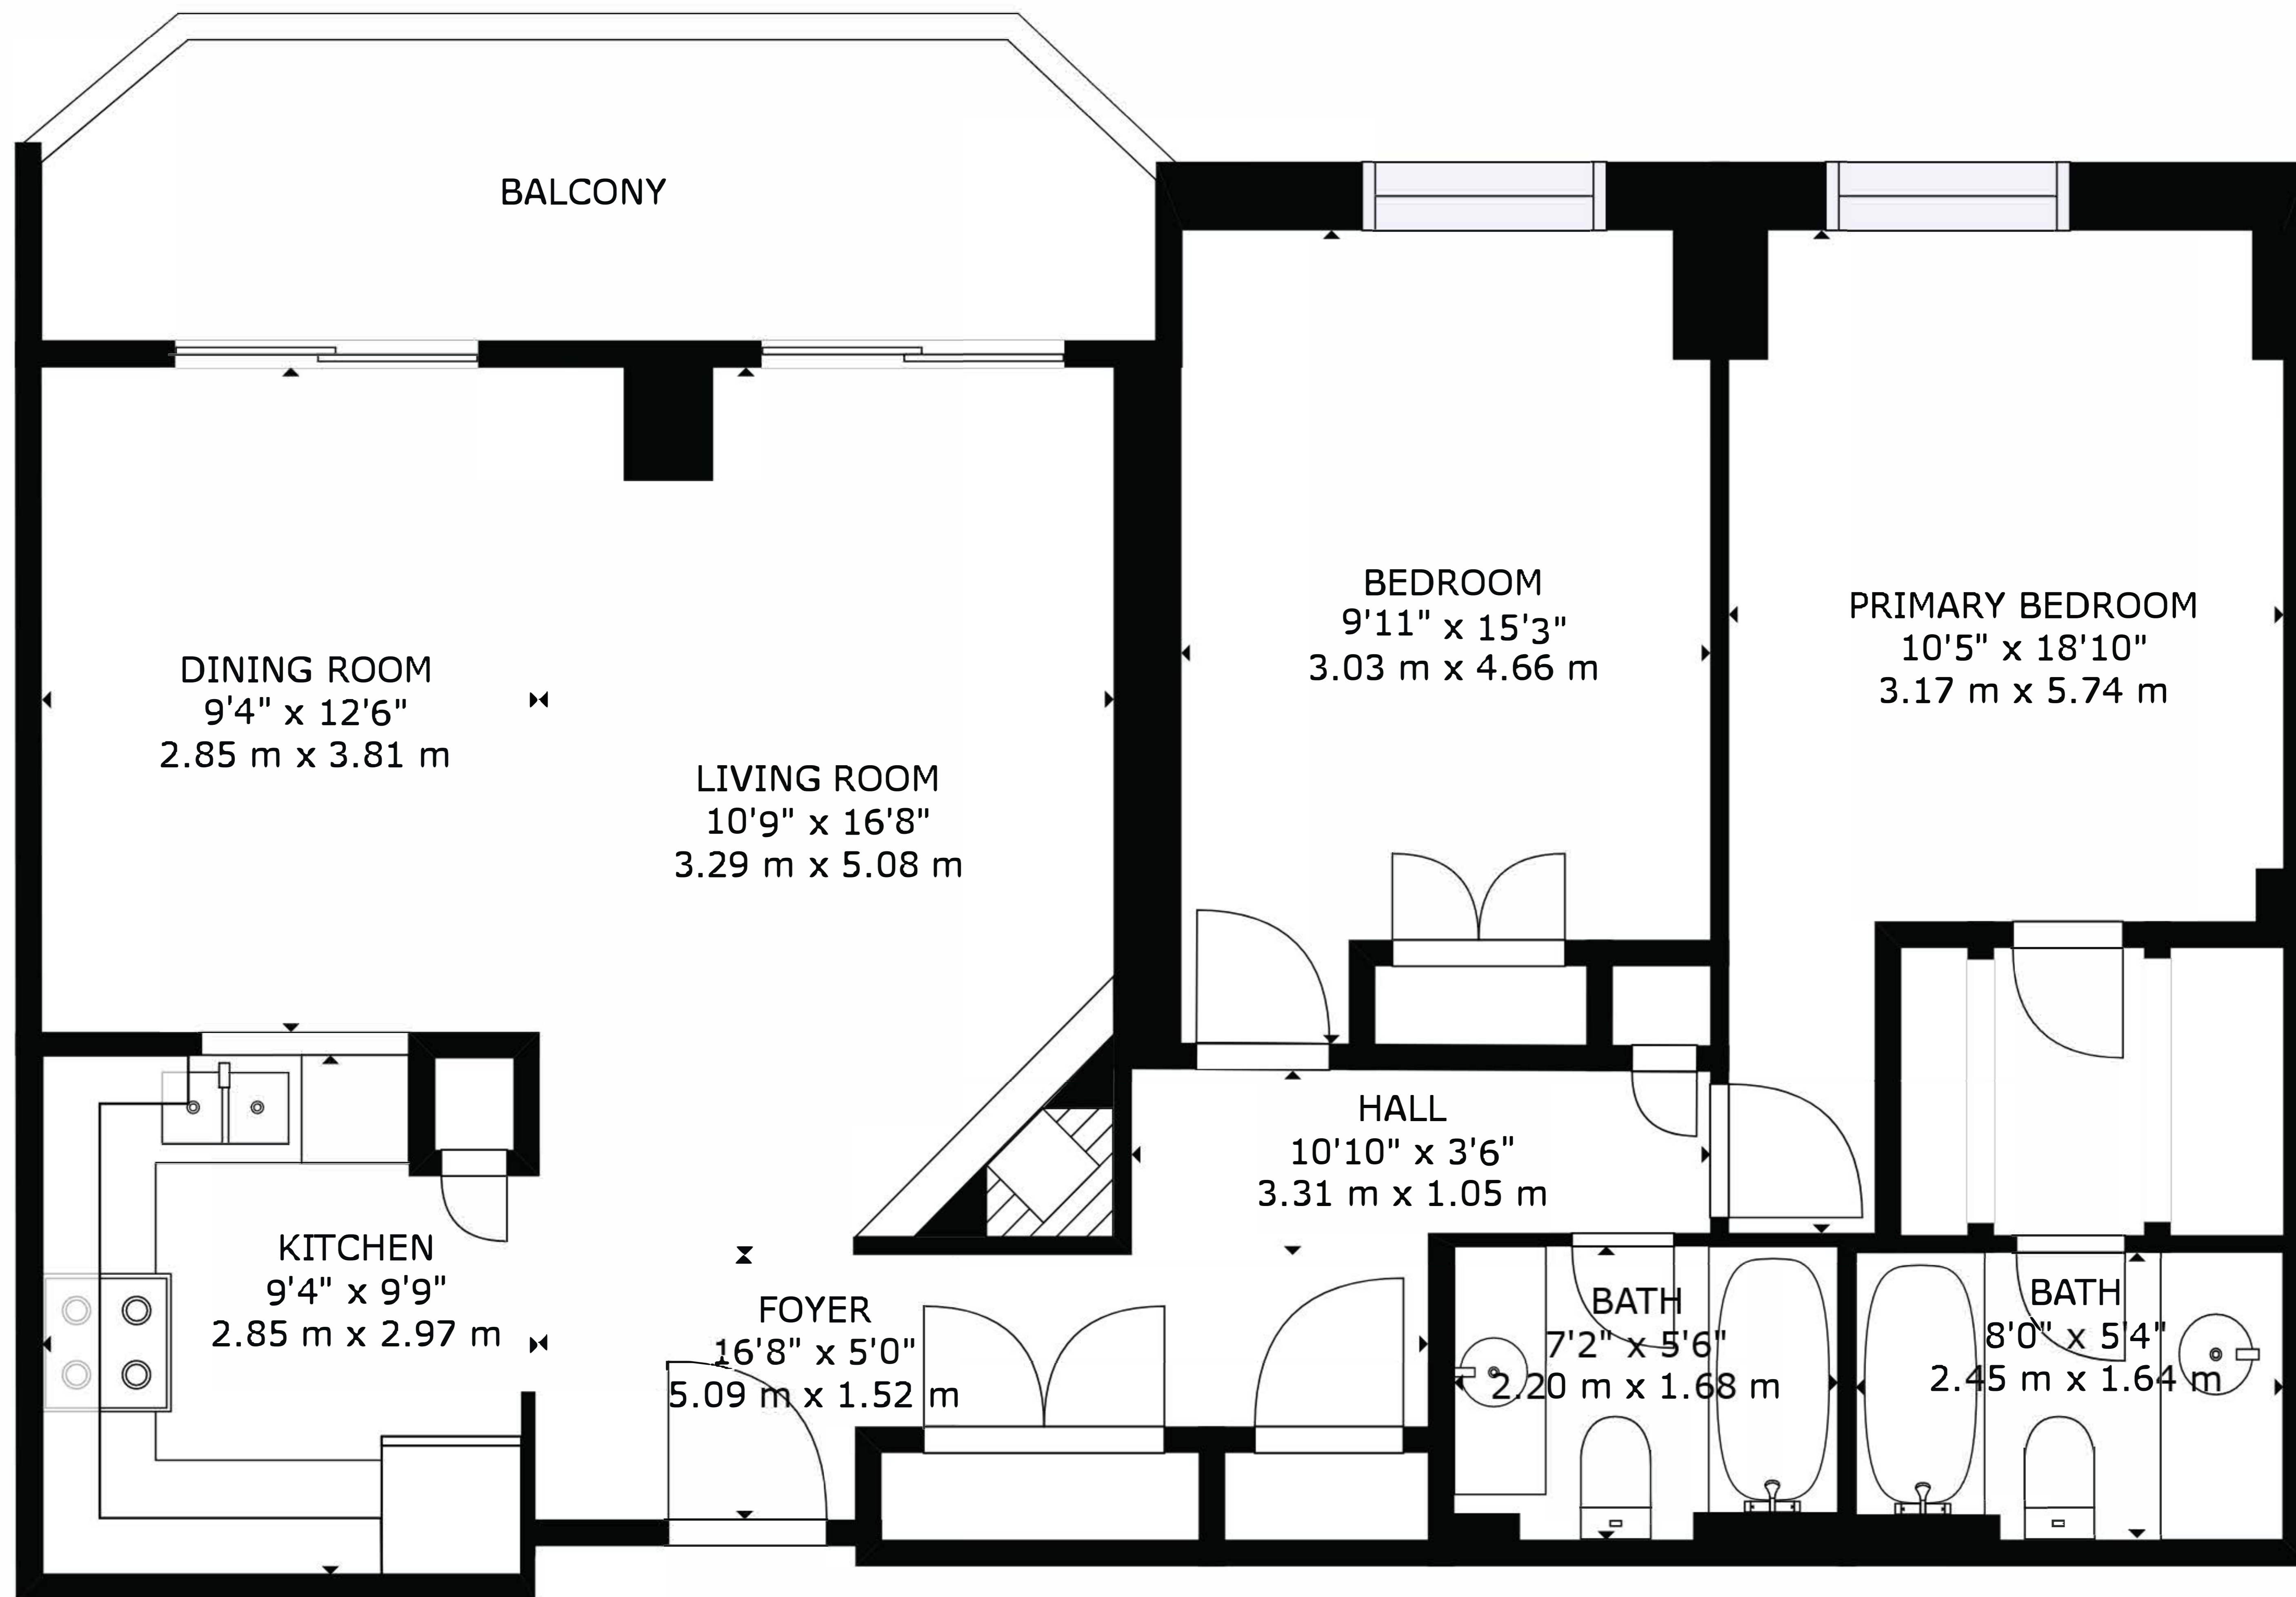 BALCONY
DINING ROOM
9'4" x 12'6"
2.85 m x 3.81 m
LIVING ROOM
10'9" x 16'8"
3.29 m x 5.08 m
BEDROOM
9'11" x 15'3"
3.03 m x 4.66 m
PRIMARY BEDROOM
10'5" x 18'10"
3.17 m x 5.74 m
KITCHEN
9'4" x 9'9"
2.85 m x 2.97 m
FOYER
16'8" x 5'0"
5.09 m x 1.52 m
HALL
10'10" x 3'6"
3.31 m x 1.05 m
BATH
7'2" x 5'6"
2.20 m x 1.68 m
BATH
8'0" x 5'4"
2.45 m x 1.64 m